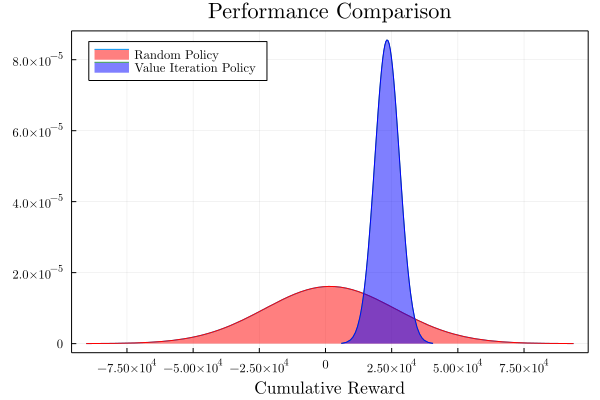 Performance Comparison
Random Policy
Value Iteration Policy
8.0×10⁻⁵
6.0×10⁻⁵
4.0×10⁻⁵
2.0×10⁻⁵
0
−7.50×10⁴ −5.00×10⁴ −2.50×10⁴ 0 2.50×10⁴ 5.00×10⁴ 7.50×10⁴
Cumulative Reward